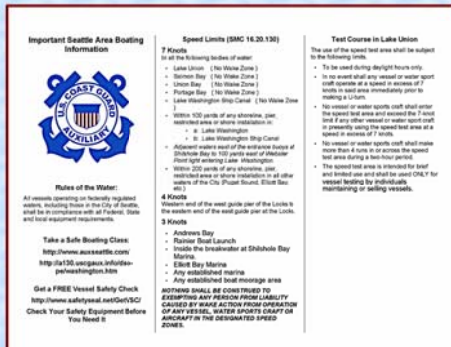 Important Seattle Area Boating
Information
U.S. COAST GUARD
AUXILIARY
Rules of the Water:
All vessels operating on federally regulated
waters, including those in the City of Seattle,
shall be in compliance with all Federal, State
and local equipment requirements.
Take a Safe Boating Class:
http://www.auxseattle.com/
http://a130.uscgaux.info/dso-
pe/washington.htm
Get a FREE Vessel Safety Check
http://www.safetyseal.net/GetVSC/
Check Your Safety Equipment Before
You Need It
Speed Limits (SMC 16.20.130)
7 Knots
In all the following bodies of water:
- Lake Union ( No Wake Zone )
- Salmon Bay ( No Wake Zone )
- Union Bay ( No Wake Zone )
- Portage Bay ( No Wake Zone )
- Lake Washington Ship Canal ( No Wake Zone
)
- Within 100 yards of any shoreline, pier,
restricted area or shore installation in:
- a Lake Washington
- b Lake Washington Ship Canal
- Adjacent waters east of the entrance buoys at
Shilshole Bay to 100 yards east of Webster
Point light entering Lake Washington
- Within 200 yards of any shoreline, pier,
restricted area or shore installation in all other
waters of the City (Puget Sound, Elliott Bay,
etc.)
4 Knots
Western end of the west guide pier of the Locks to
the eastern end of the east guide pier at the Locks.
3 Knots
- Andrews Bay
- Rainier Boat Launch
- Inside the breakwater at Shilshole Bay
Marina.
- Elliott Bay Marina
- Any established marina
- Any established boat moorage area
NOTHING SHALL BE CONSTRUED TO
EXEMPTING ANY PERSON FROM LIABILITY
CAUSED BY WAKE ACTION FROM OPERATION
OF ANY VESSEL, WATER SPORTS CRAFT OR
AIRCRAFT IN THE DESIGNATED SPEED
ZONES.
Test Course in Lake Union
The use of the speed test area shall be subject
to the following limits.
- To be used during daylight hours only.
- In no event shall any vessel or water sport
craft operate at a speed in excess of 7
knots in said area immediately prior to
making a U-turn.
- No vessel or water sports craft shall enter
the speed test area and exceed the 7 knot
limit if any other vessel or water sport craft
in presently using the speed test area at a
speed in excess of 7 knots.
- No vessel or water sports craft shall make
more than 4 runs in or across the speed
test area during a two-hour period.
- The speed test area is intended for brief
and limited use and shall be used ONLY for
vessel testing by individuals
maintaining or selling vessels.